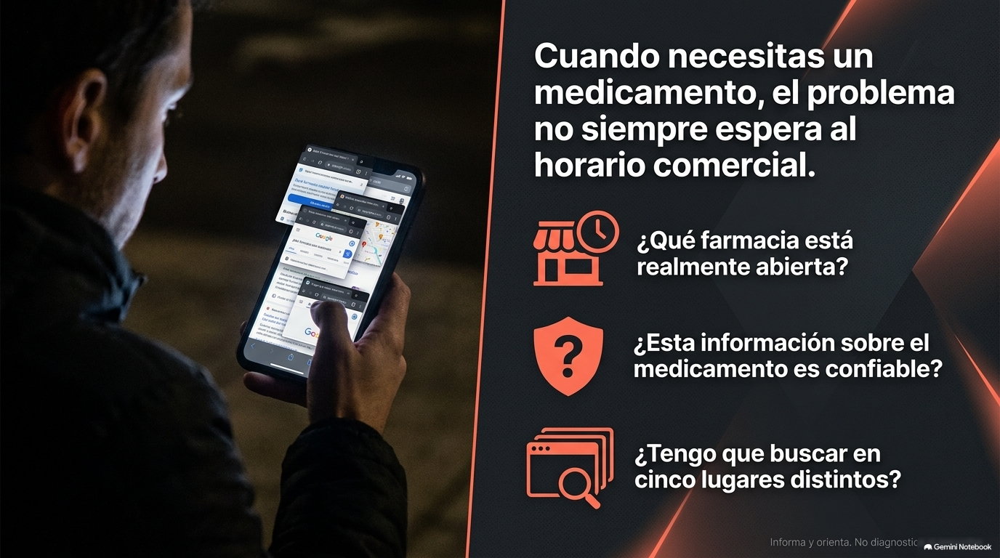 Cuando necesitas un
medicamento, el problema
no siempre espera al
horario comercial.
¿Qué farmacia está
realmente abierta?
¿Esta información sobre el
medicamento es confiable?
¿Tengo que buscar en
cinco lugares distintos?
Google
Informa y orienta. No diagnostic
Gemini Notebook